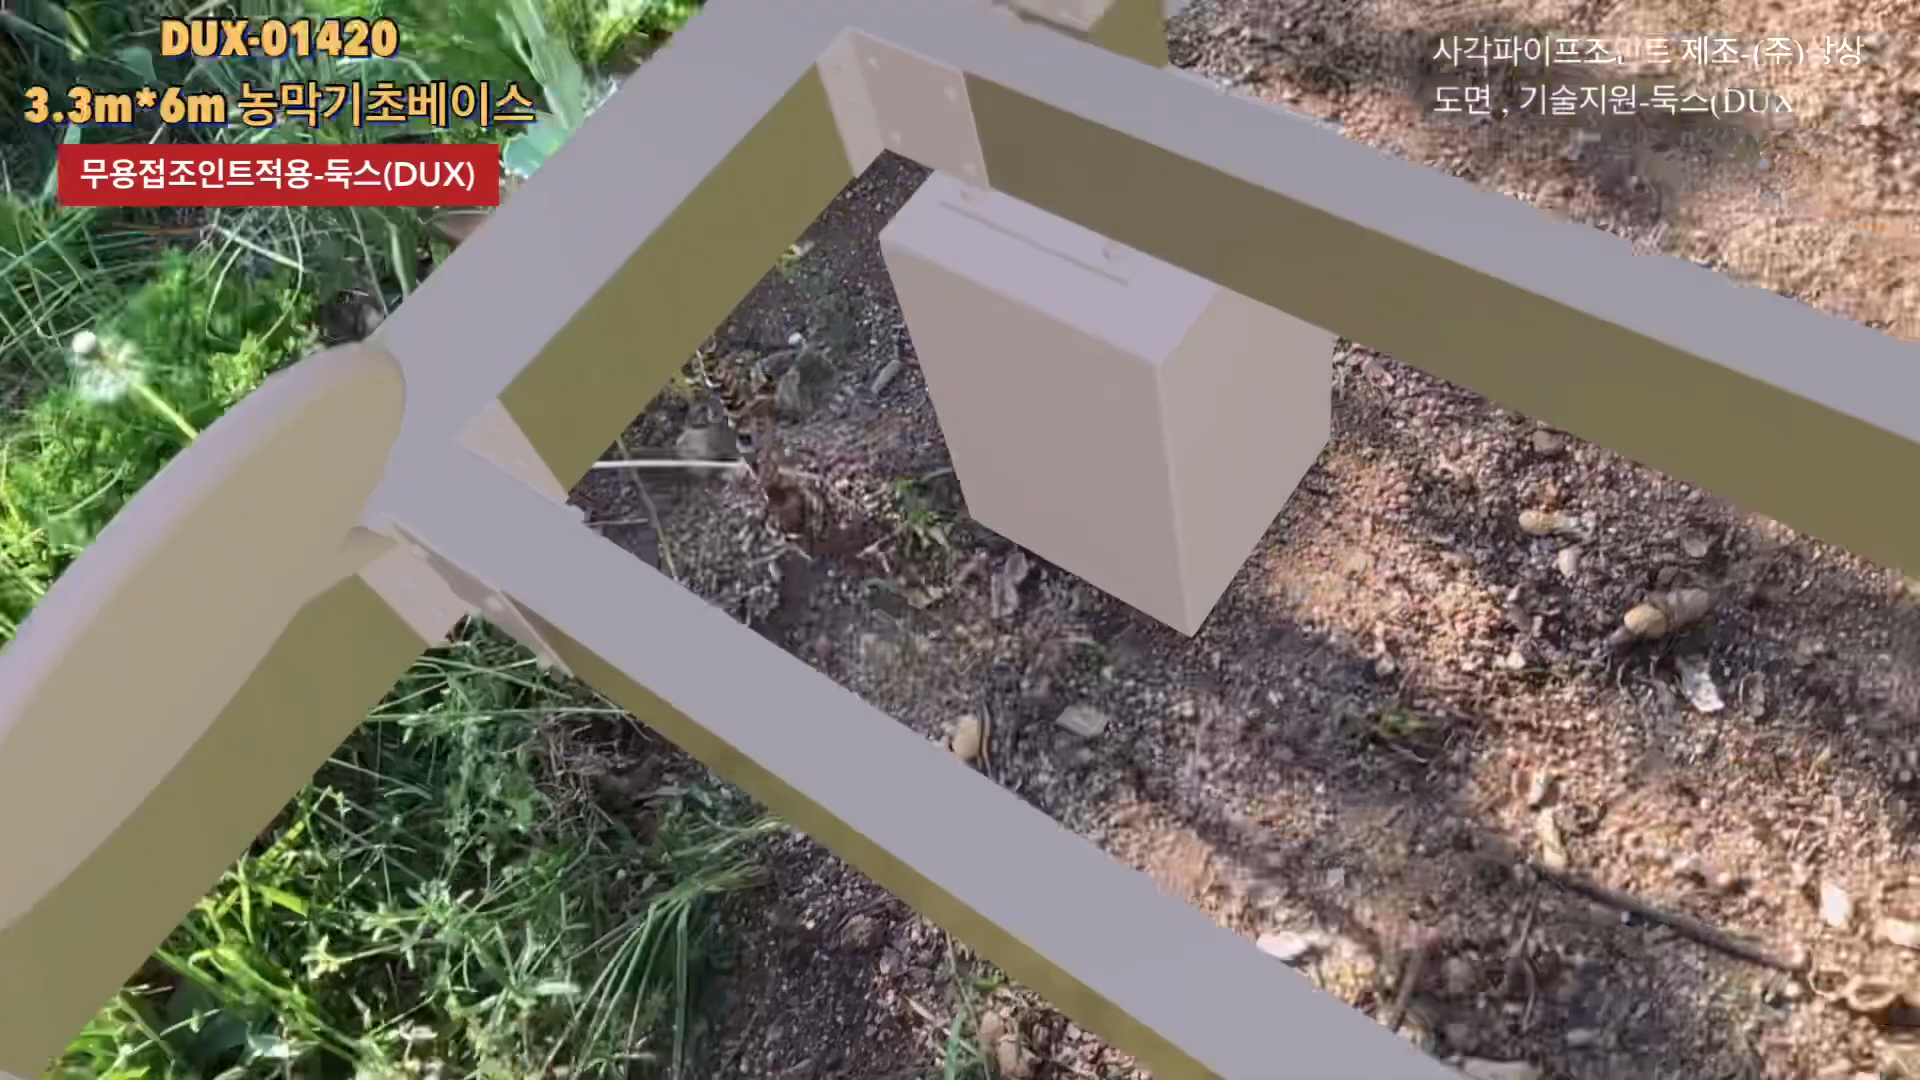 DUX-01420
3.3m*6m 농막기초베이스
무용접조인트적용-둑스(DUX)
사각파이프조인트 제조-(주)
도면 , 기술지원-둑스(DUX